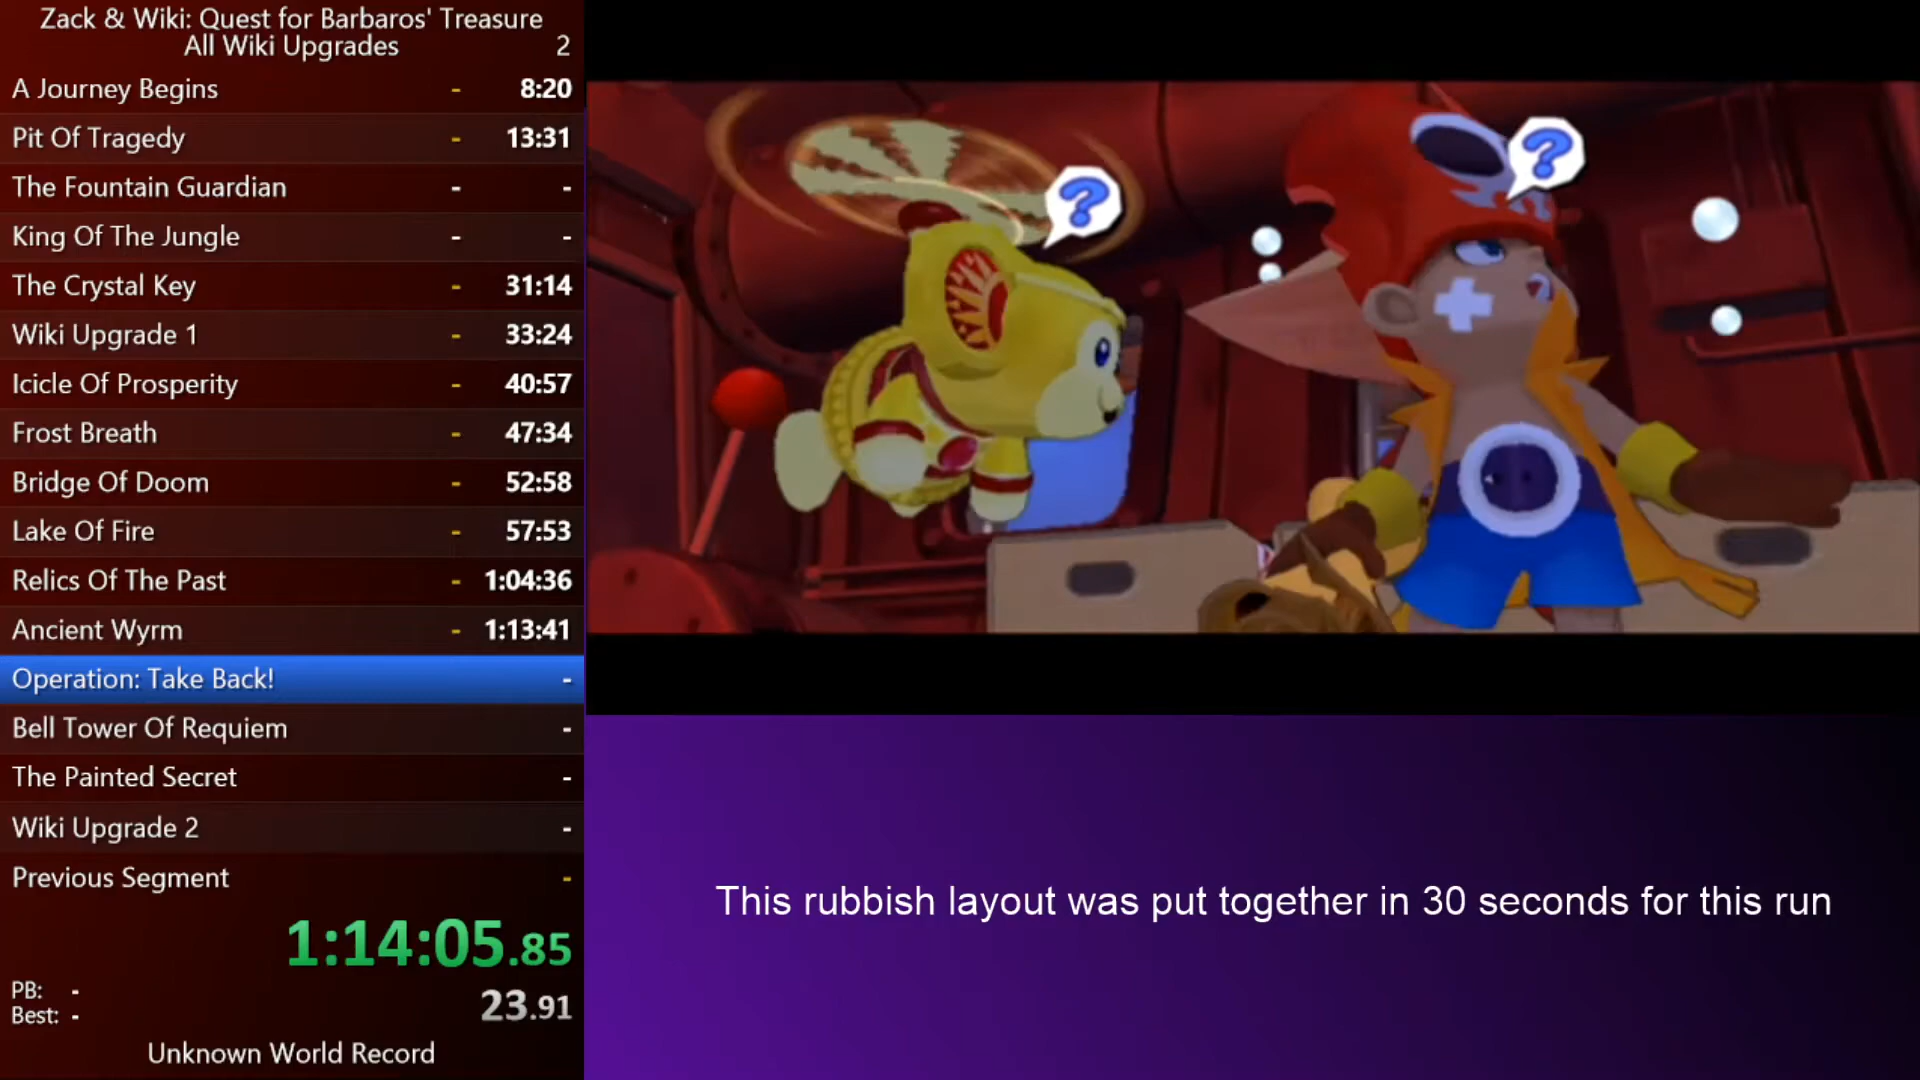 Zack & Wiki: Quest for Barbaros' Treasure
All Wiki Upgrades 2
A Journey Begins - 8:20
Pit Of Tragedy - 13:31
The Fountain Guardian - -
King Of The Jungle - -
The Crystal Key - 31:14
Wiki Upgrade 1 - 33:24
Icicle Of Prosperity - 40:57
Frost Breath - 47:34
Bridge Of Doom - 52:58
Lake Of Fire - 57:53
Relics Of The Past - 1:04:36
Ancient Wyrm - 1:13:41
Operation: Take Back! -
Bell Tower Of Requiem -
The Painted Secret -
Wiki Upgrade 2 -
Previous Segment -
1:14:05.85
PB: -
Best: -
23.91
Unknown World Record
?
?
This rubbish layout was put together in 30 seconds for this run